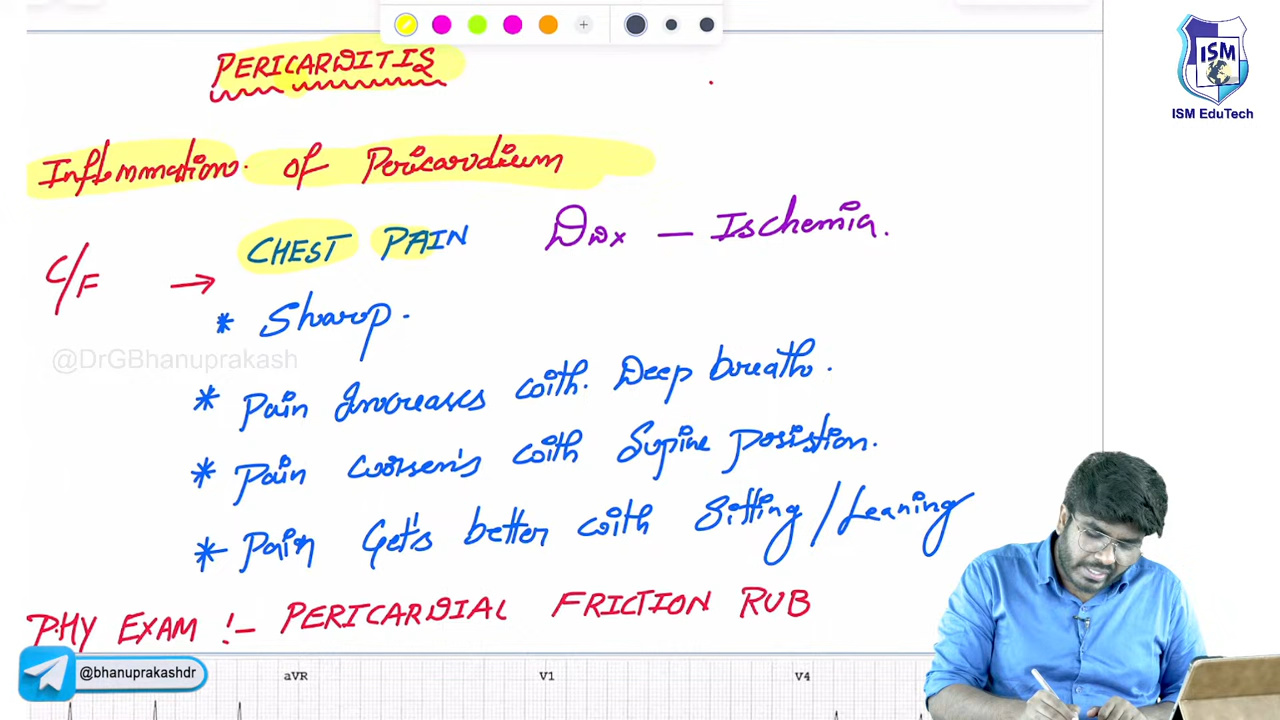 PERICARDITIS
Inflammation of Pericardium
CHEST PAIN DDx — Ischemia.
C/F →
* Sharp.
@DrGBhanuprakash
* Pain Increases with. Deep breath.
* Pain worsen's with Supine posistion.
* Pain Get's better with Sitting / Leaning
PHY EXAM :- PERICARDIAL FRICTION RUB
@bhanuprakashdr
aVR V1 V4
ISM
ISM EduTech